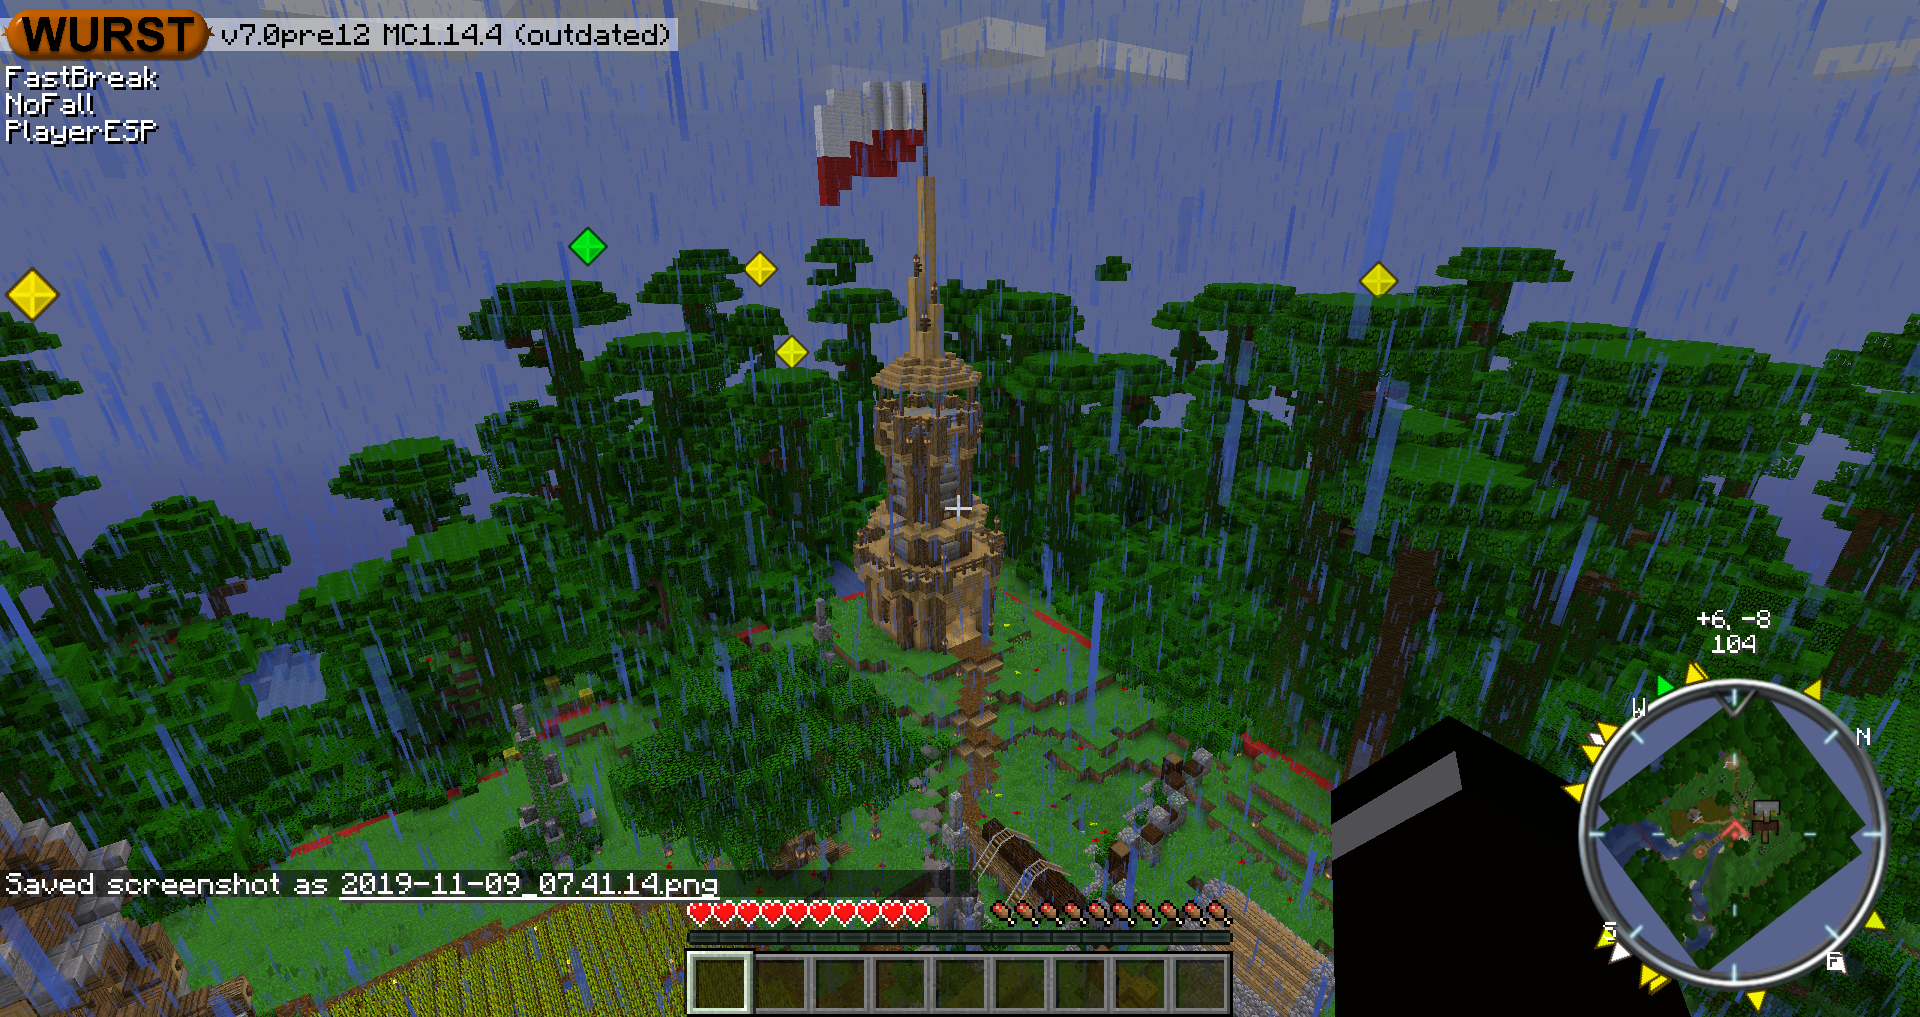 WURST v7.0pre12 MC1.14.4 (outdated)
FastBreak
NoFall
PlayerESP
+6, -8
104
W
N
Saved screenshot as 2019-11-09_07.41.14.png
S
E